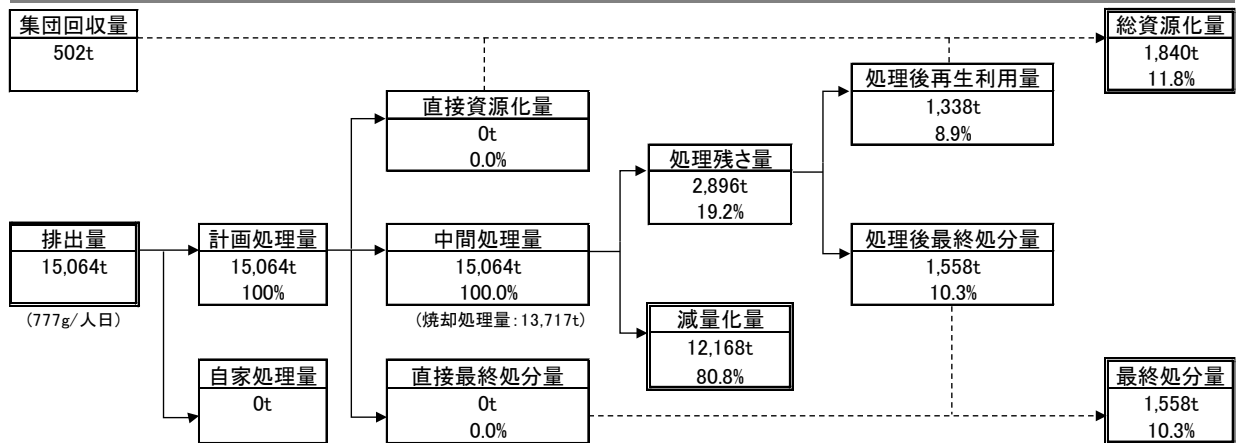 集団回収量
502t
総資源化量
1,840t
11.8%
処理後再生利用量
1,338t
8.9%
直接資源化量
0t
0.0%
処理残さ量
2,896t
19.2%
排出量
15,064t
(777g/人日)
計画処理量
15,064t
100%
中間処理量
15,064t
100.0%
(焼却処理量:13,717t)
処理後最終処分量
1,558t
10.3%
減量化量
12,168t
80.8%
自家処理量
0t
直接最終処分量
0t
0.0%
最終処分量
1,558t
10.3%